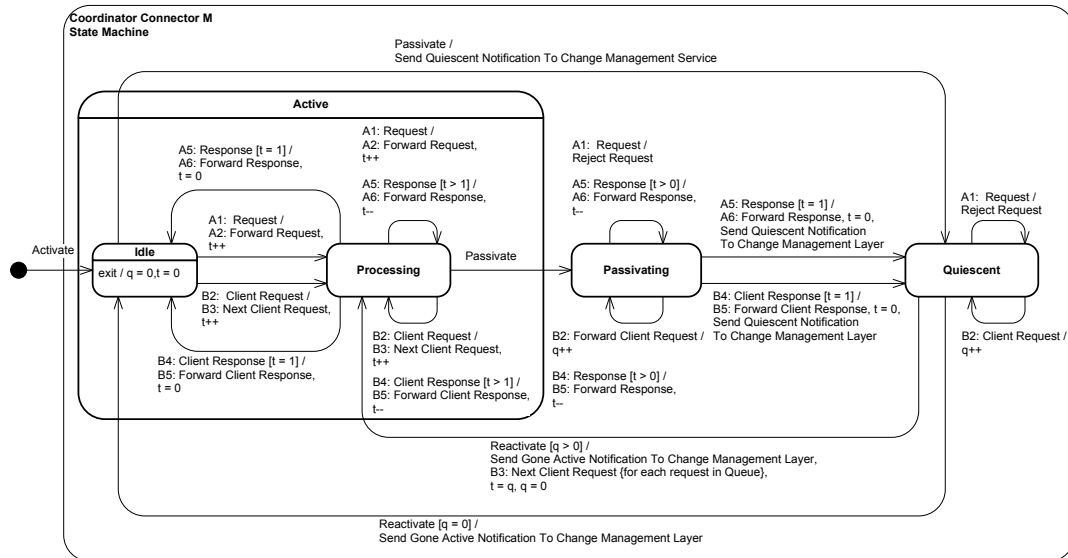 Coordinator Connector M
State Machine
Passivate /
Send Quiescent Notification To Change Management Service
Active
A5: Response [t = 1] /
A6: Forward Response,
t = 0
A1: Request /
A2: Forward Request,
t++
A5: Response [t > 1] /
A6: Forward Response,
t--
A1: Request /
A2: Forward Request,
t++
Activate
Idle
exit / q = 0,t = 0
Processing
Passivate
B2: Client Request /
B3: Next Client Request,
t++
B4: Client Response [t = 1] /
B5: Forward Client Response,
t = 0
B2: Client Request /
B3: Next Client Request,
t++
B4: Client Response [t > 1] /
B5: Forward Client Response,
t--
A1: Request /
Reject Request
A5: Response [t > 0] /
A6: Forward Response,
t--
Passivating
B2: Forward Client Request /
q++
B4: Response [t > 0] /
B5: Forward Response,
t--
A5: Response [t = 1] /
A6: Forward Response, t = 0,
Send Quiescent Notification
To Change Management Layer
B4: Client Response [t = 1] /
B5: Forward Client Response, t = 0,
Send Quiescent Notification
To Change Management Layer
A1: Request /
Reject Request
Quiescent
B2: Client Request /
q++
Reactivate [q > 0] /
Send Gone Active Notification To Change Management Layer,
B3: Next Client Request {for each request in Queue},
t = q, q = 0
Reactivate [q = 0] /
Send Gone Active Notification To Change Management Layer